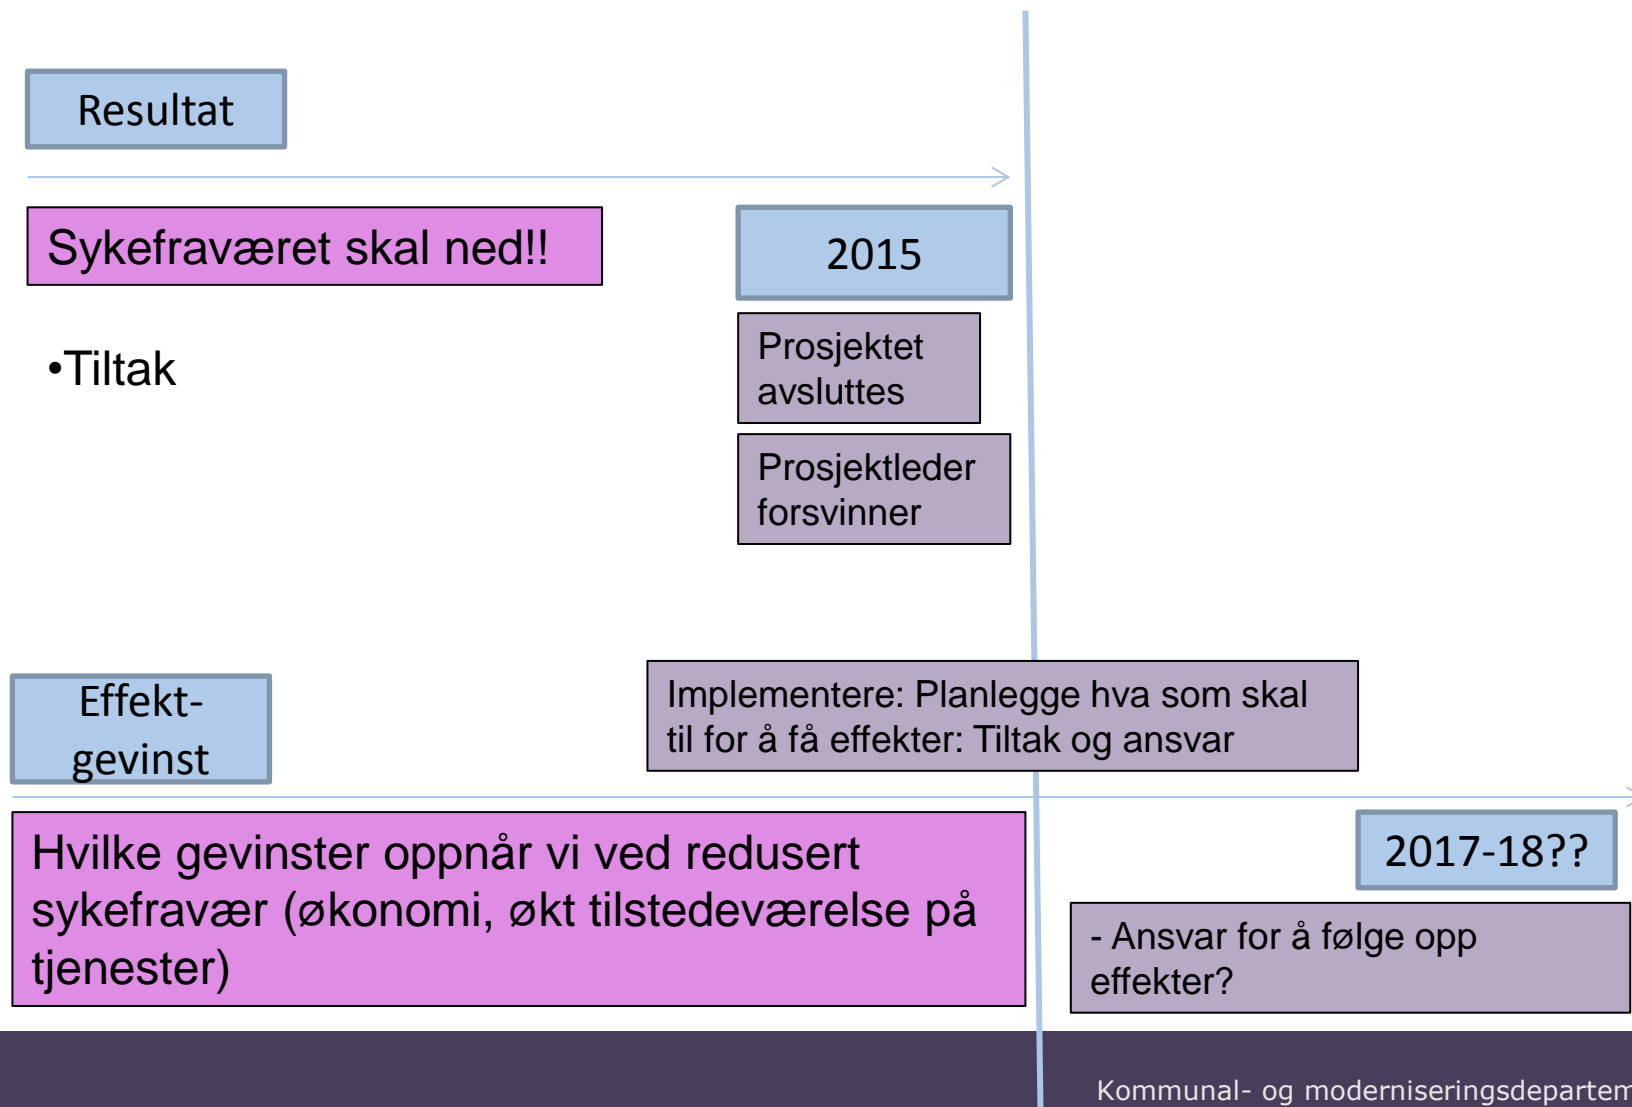 Resultat
Sykefraværet skal ned!!
2015
•Tiltak
Prosjektet
avsluttes
Prosjektleder
forsvinner
Effekt-
gevinst
Implementere: Planlegge hva som skal
til for å få effekter: Tiltak og ansvar
Hvilke gevinster oppnår vi ved redusert
sykefravær (økonomi, økt tilstedeværelse på
tjenester)
2017-18??
- Ansvar for å følge opp
effekter?
Kommunal- og moderniseringsdepartem